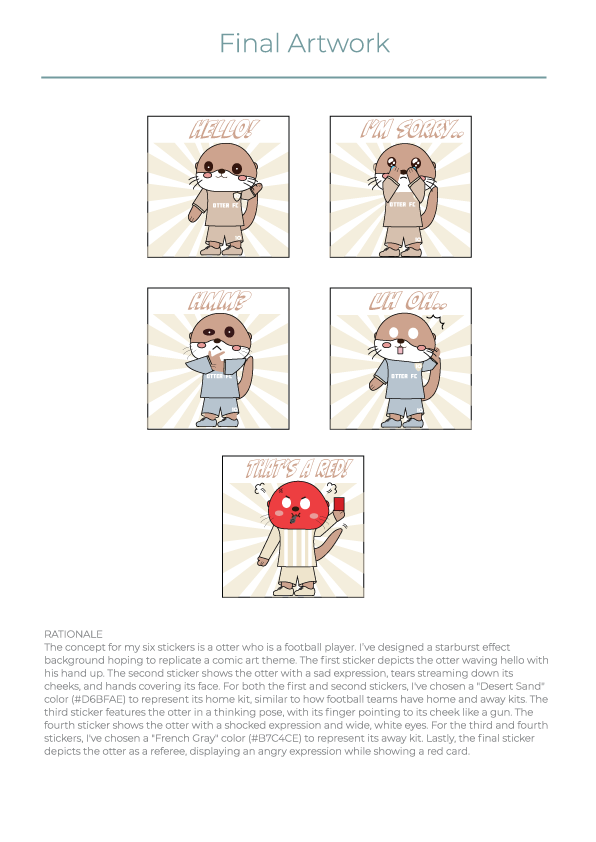 Final Artwork
HELLO!
I'M SORRY..
OTTER FC
OTTER FC
HMM?
UH OH..
OTTER FC
OTTER FC
THAT'S A RED!
RATIONALE
The concept for my six stickers is a otter who is a football player. I've designed a starburst effect
background hoping to replicate a comic art theme. The first sticker depicts the otter waving hello with
his hand up. The second sticker shows the otter with a sad expression, tears streaming down its
cheeks, and hands covering its face. For both the first and second stickers, I've chosen a "Desert Sand"
color (#D6BFAE) to represent its home kit, similar to how football teams have home and away kits. The
third sticker features the otter in a thinking pose, with its finger pointing to its cheek like a gun. The
fourth sticker shows the otter with a shocked expression and wide, white eyes. For the third and fourth
stickers, I've chosen a "French Gray" color (#B7C4CE) to represent its away kit. Lastly, the final sticker
depicts the otter as a referee, displaying an angry expression while showing a red card.